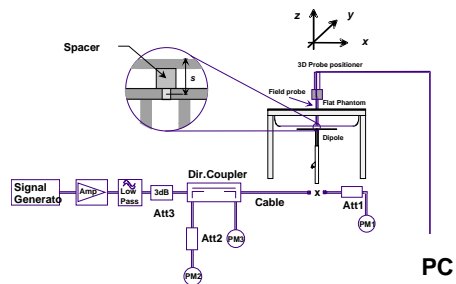 z
y
x
Spacer
s
3D Probe positioner
Field probe
Flat Phantom
Dipole
Signal
Generato
Amp
Low
Pass
3dB
Att3
Dir.Coupler
Cable
x
Att1
PM1
Att2
PM3
PM2
PC